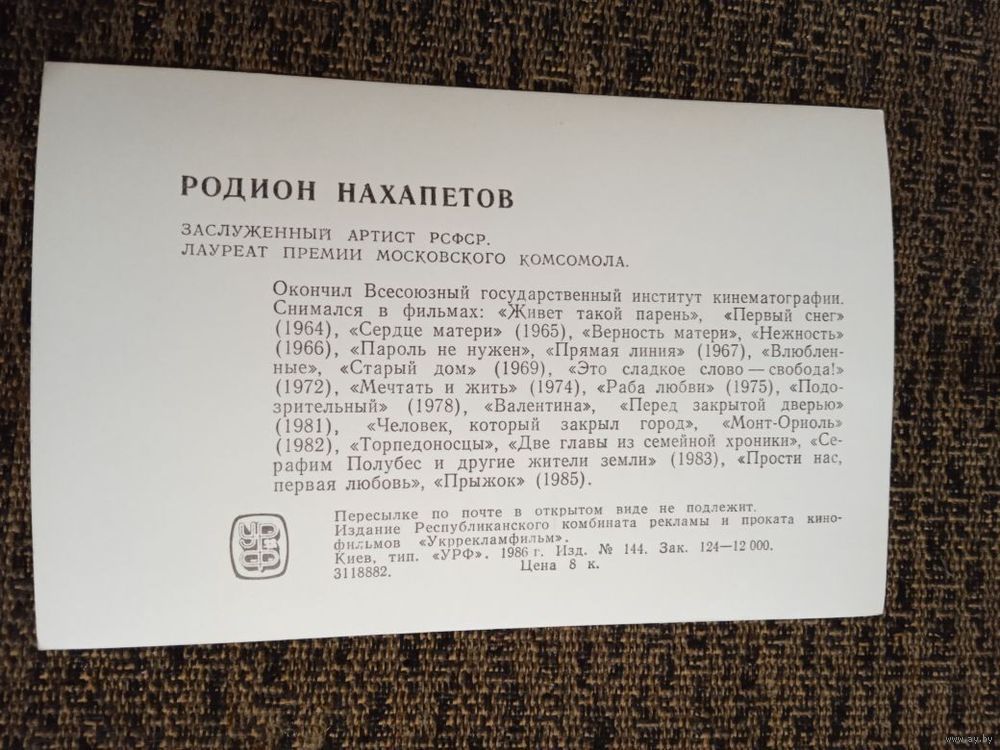 РОДИОН НАХАПЕТОВ
ЗАСЛУЖЕННЫЙ АРТИСТ РСФСР.
ЛАУРЕАТ ПРЕМИИ МОСКОВСКОГО КОМСОМОЛА.
Окончил Всесоюзный государственный институт кинематографии.
Снимался в фильмах: «Живет такой парень», «Первый снег»
(1964), «Сердце матери» (1965), «Верность матери», «Нежность»
(1966), «Пароль не нужен», «Прямая линия» (1967), «Влюблен-
ные», «Старый дом» (1969), «Это сладкое слово — свобода!»
(1972), «Мечтать и жить» (1974), «Раба любви» (1975), «Подо-
зрительный» (1978), «Валентина», «Перед закрытой дверью»
(1981), «Человек, который закрыл город», «Монт-Ориоль»
(1982), «Торпедоносцы», «Две главы из семейной хроники», «Се-
рафим Полубес и другие жители земли» (1983), «Прости нас,
первая любовь», «Прыжок» (1985).
Пересылке по почте в открытом виде не подлежит.
Издание Республиканского комбината рекламы и проката кино-
фильмов «Укррекламфильм».
Киев, тип. «УРФ». 1986 г. Изд. № 144. Зак. 124—12 000.
3118882. Цена 8 к.
www.ay.by